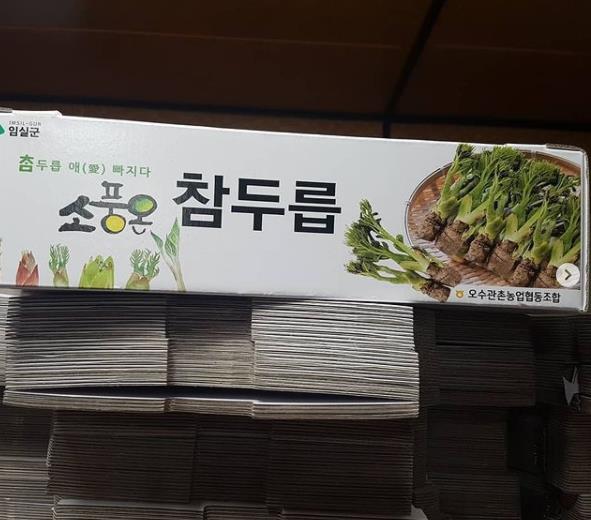 IMSIL-GUN
임실군
참두릅 애(愛) 빠지다
소풍온 참두릅
오수관촌농업협동조합